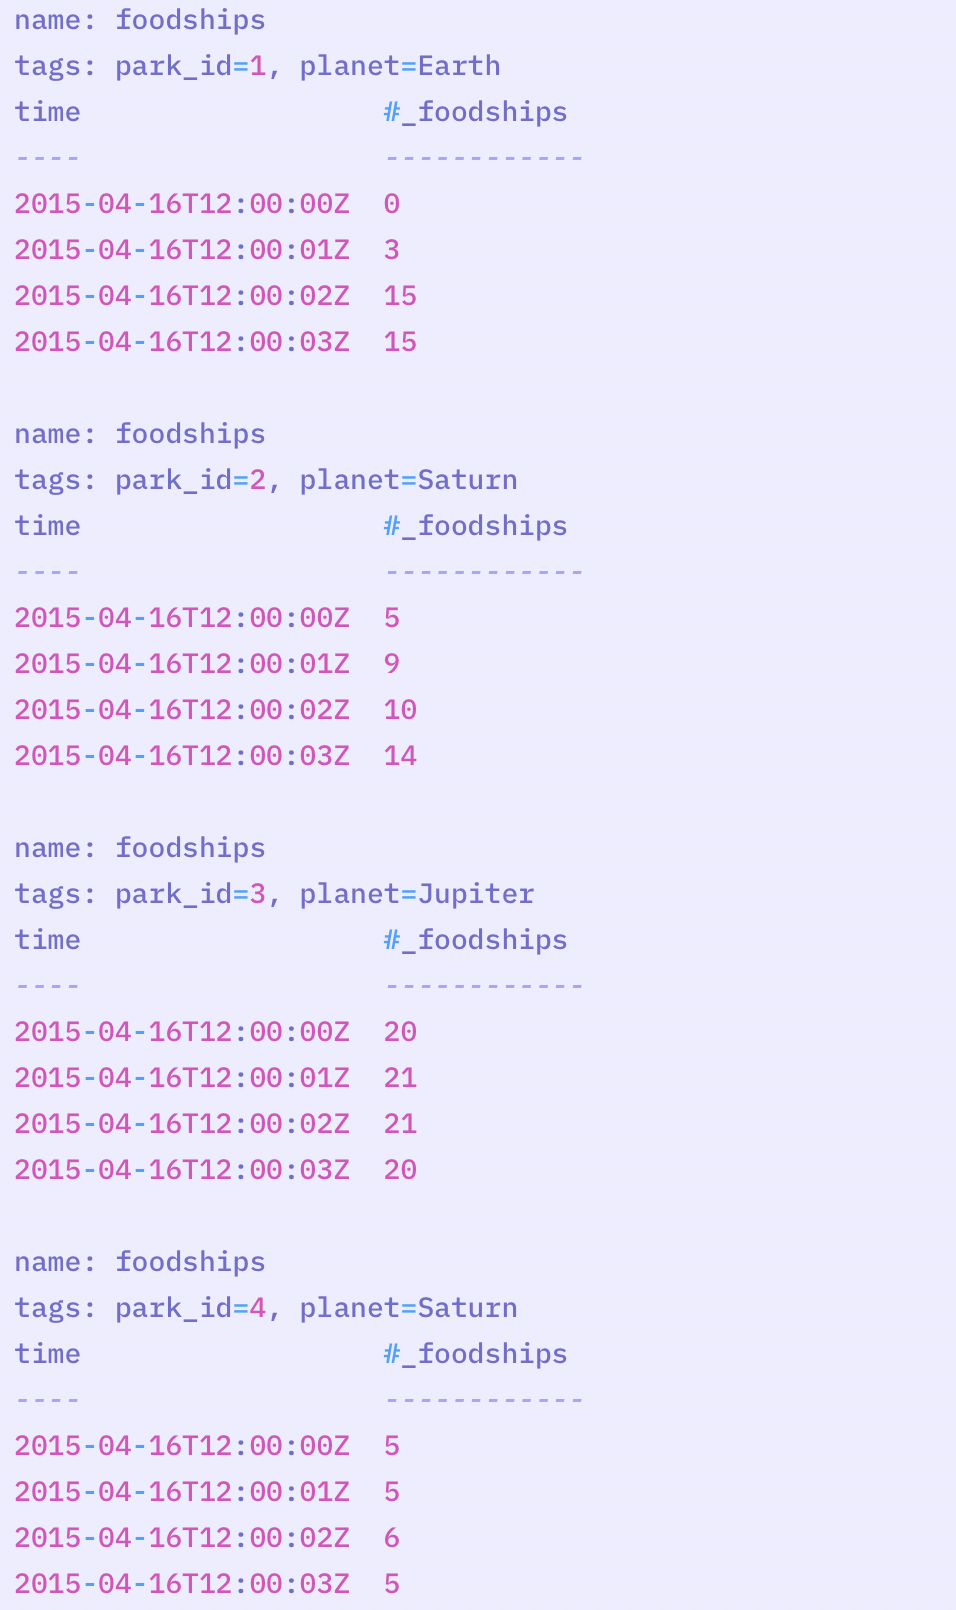 name: foodships
tags: park_id=1, planet=Earth
time                  #_foodships
----                  ------------
2015-04-16T12:00:00Z  0
2015-04-16T12:00:01Z  3
2015-04-16T12:00:02Z  15
2015-04-16T12:00:03Z  15

name: foodships
tags: park_id=2, planet=Saturn
time                  #_foodships
----                  ------------
2015-04-16T12:00:00Z  5
2015-04-16T12:00:01Z  9
2015-04-16T12:00:02Z  10
2015-04-16T12:00:03Z  14

name: foodships
tags: park_id=3, planet=Jupiter
time                  #_foodships
----                  ------------
2015-04-16T12:00:00Z  20
2015-04-16T12:00:01Z  21
2015-04-16T12:00:02Z  21
2015-04-16T12:00:03Z  20

name: foodships
tags: park_id=4, planet=Saturn
time                  #_foodships
----                  ------------
2015-04-16T12:00:00Z  5
2015-04-16T12:00:01Z  5
2015-04-16T12:00:02Z  6
2015-04-16T12:00:03Z  5